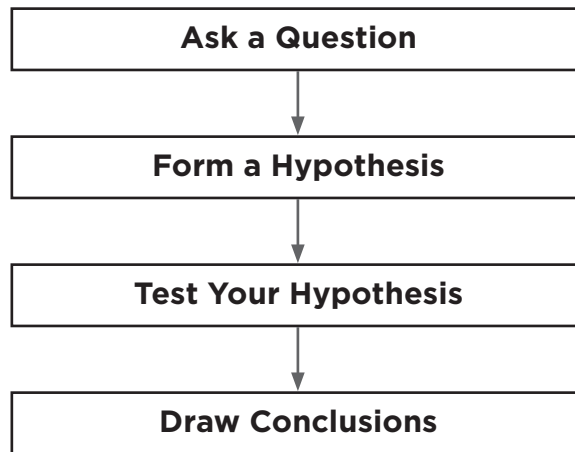 Ask a Question
Form a Hypothesis
Test Your Hypothesis
Draw Conclusions